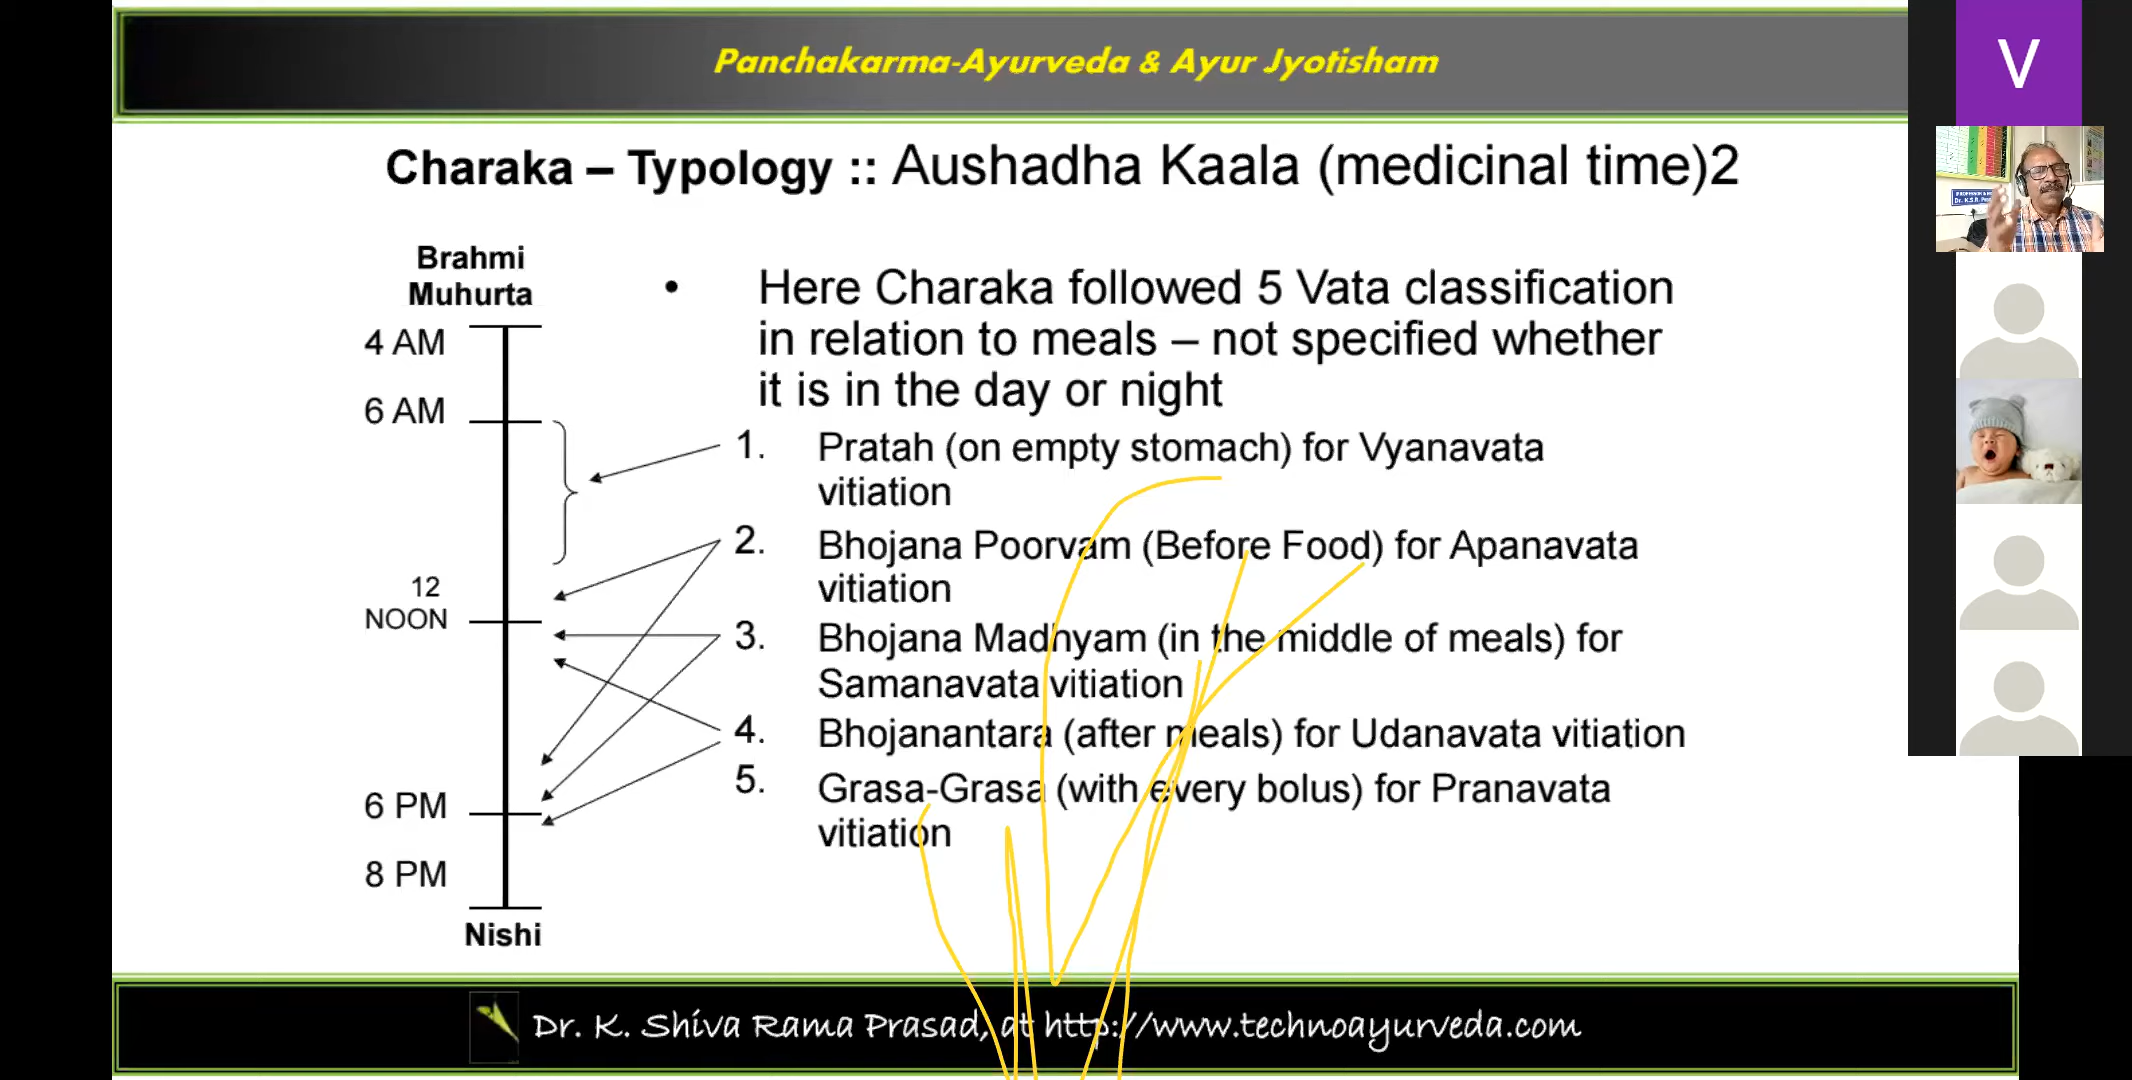 Panchakarma-Ayurveda & Ayur Jyotisham
V
Charaka – Typology :: Aushadha Kaala (medicinal time)2
Brahmi
Muhurta
4 AM
6 AM
12
NOON
6 PM
8 PM
Nishi
• Here Charaka followed 5 Vata classification
in relation to meals – not specified whether
it is in the day or night
1. Pratah (on empty stomach) for Vyanavata
vitiation
2. Bhojana Poorvam (Before Food) for Apanavata
vitiation
3. Bhojana Madhyam (in the middle of meals) for
Samanavata vitiation
4. Bhojanantara (after meals) for Udanavata vitiation
5. Grasa-Grasa (with every bolus) for Pranavata
vitiation
Dr. K. Shiva Rama Prasad, at http://www.technoayurveda.com